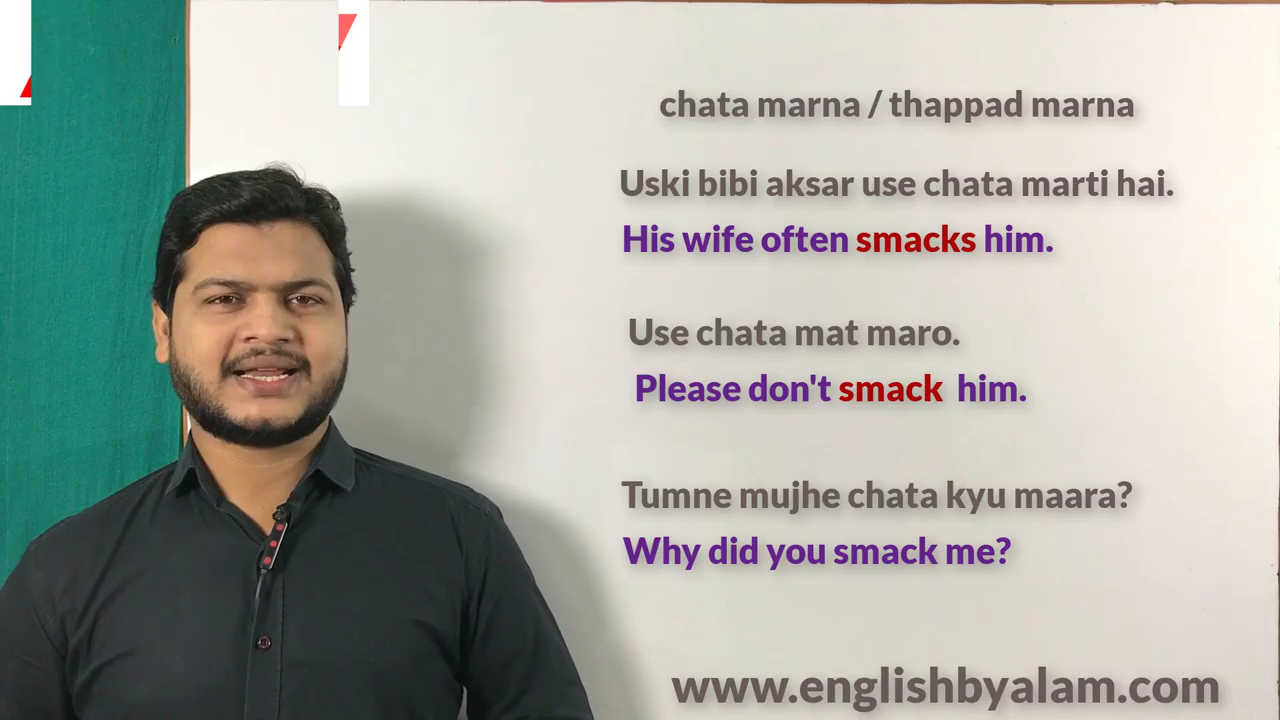 chata marna / thappad marna
Uski bibi aksar use chata marti hai.
His wife often smacks him.
Use chata mat maro.
Please don't smack him.
Tumne mujhe chata kyu maara?
Why did you smack me?
www.englishbyalam.com